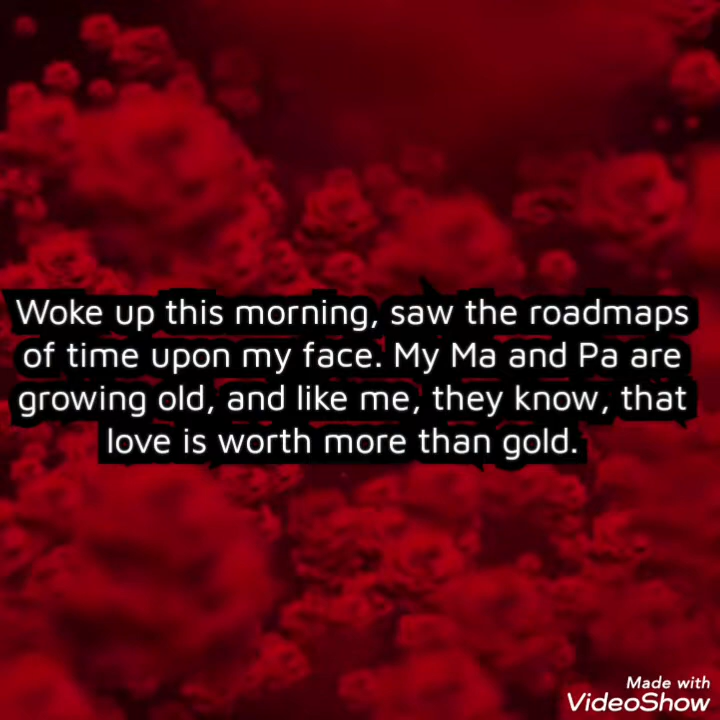 Woke up this morning, saw the roadmaps
of time upon my face. My Ma and Pa are
growing old, and like me, they know, that
love is worth more than gold.
Made with
VideoShow